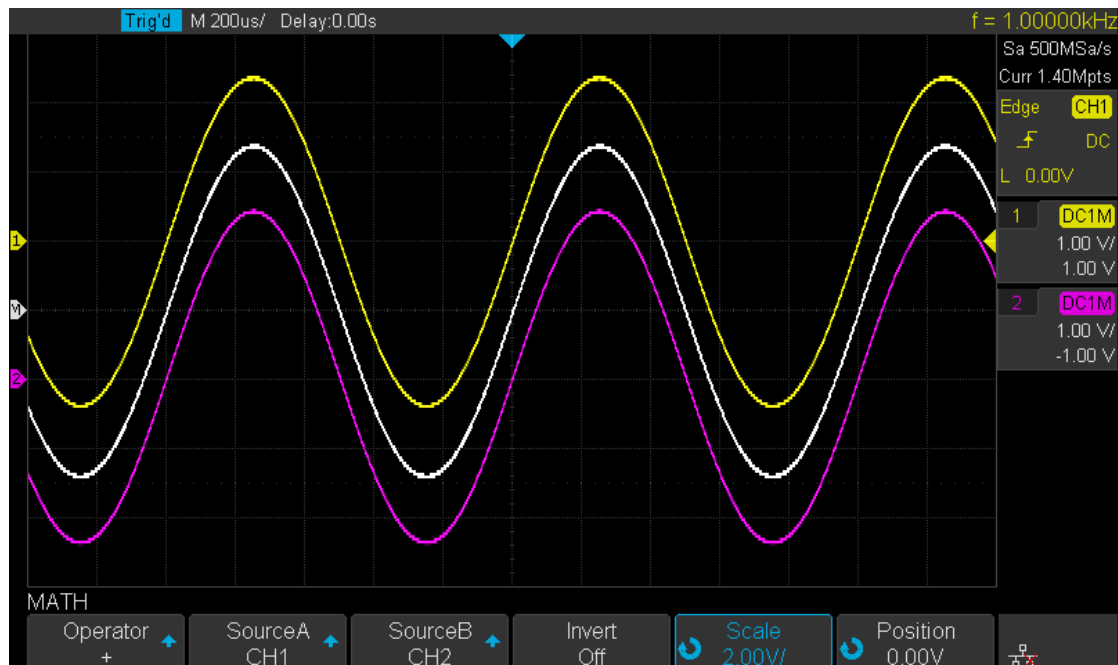 Trig'd M 200us/ Delay:0.00s f = 1.00000kHz
Sa 500MSa/s
Curr 1.40Mpts
Edge CH1
DC
L 0.00V
1 DC1M
1.00 V/
1.00 V
2 DC1M
1.00 V/
-1.00 V
1
M
2
MATH
Operator SourceA SourceB Invert Scale Position
+ CH1 CH2 Off 2.00V/ 0.00V